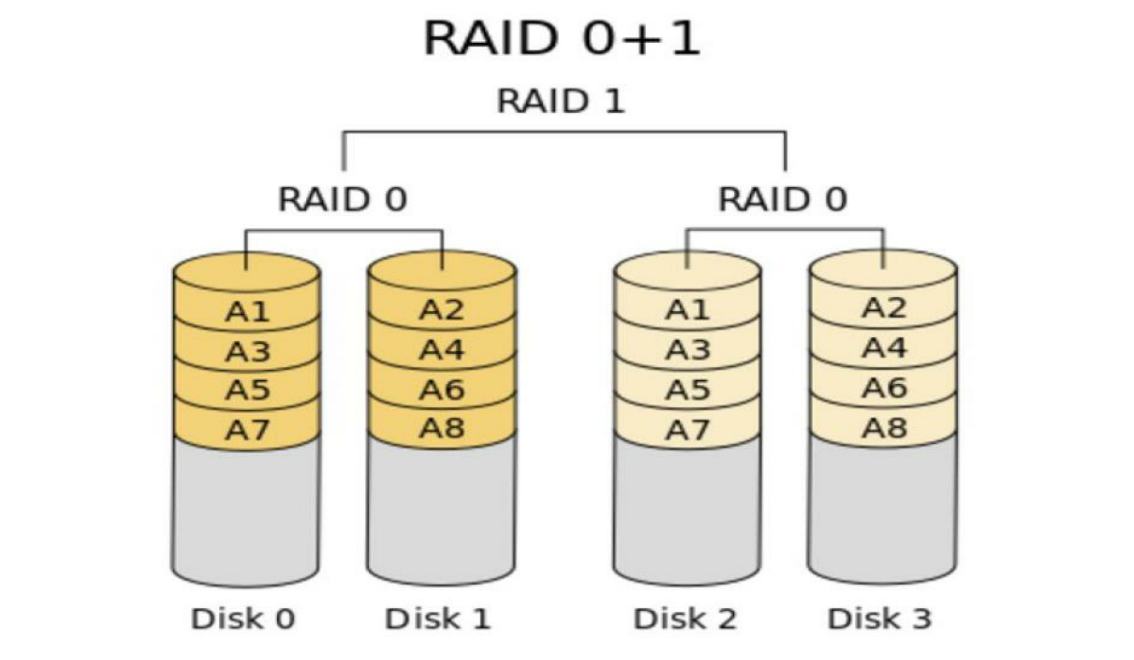 RAID 0+1
RAID 1
RAID 0 RAID 0
A1 A2 A1 A2
A3 A4 A3 A4
A5 A6 A5 A6
A7 A8 A7 A8
Disk 0 Disk 1 Disk 2 Disk 3